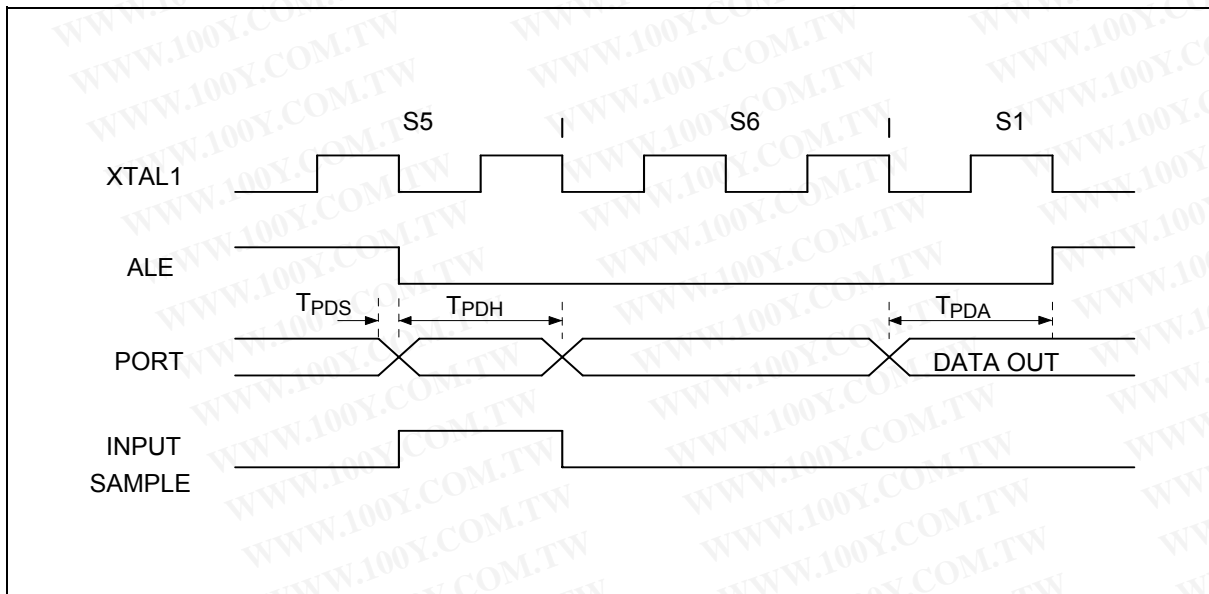 S5 S6 S1
XTAL1
ALE
TPDS TPDH TPDA
PORT DATA OUT
INPUT
SAMPLE
WWW.100Y.COM.TW